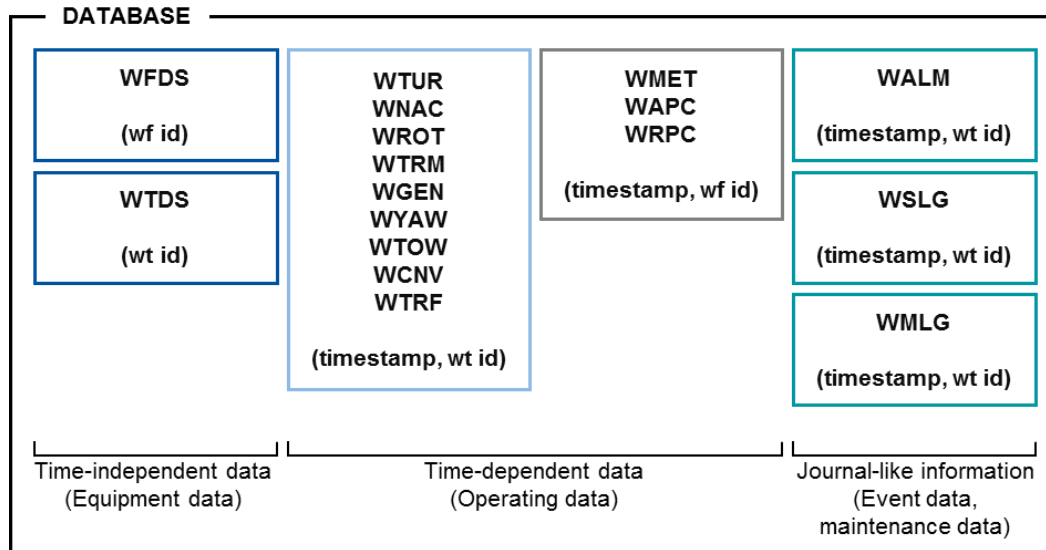 DATABASE
WFDS
(wf id)
WTDS
(wt id)
WTUR
WNAC
WROT
WTRM
WGEN
WYAW
WTOW
WCNV
WTRF
(timestamp, wt id)
WMET
WAPC
WRPC
(timestamp, wf id)
WALM
(timestamp, wt id)
WSLG
(timestamp, wt id)
WMLG
(timestamp, wt id)
Time-independent data
(Equipment data)
Time-dependent data
(Operating data)
Journal-like information
(Event data,
maintenance data)